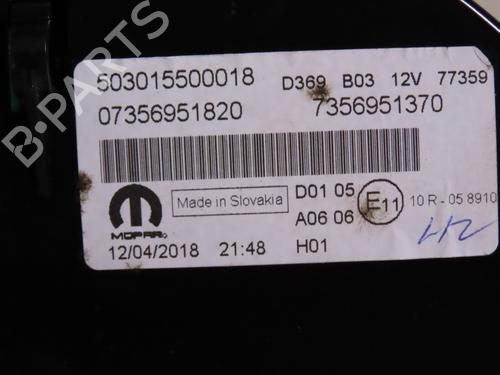 503015500018 D369 B03 12V 77359
07356951820 7356951370
MOPAR
Made in Slovakia
D01 05
A06 06
E11
10 R - 05 8910
12/04/2018 21:48 H01
B-PARTS